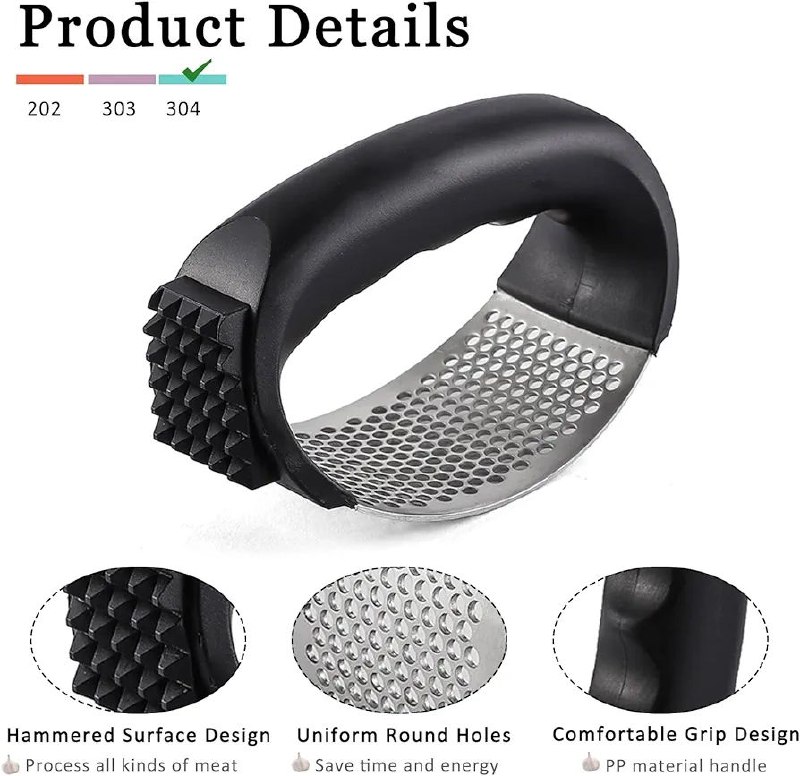 Product Details
202 303 304
Hammered Surface Design
Process all kinds of meat
Uniform Round Holes
Save time and energy
Comfortable Grip Design
PP material handle